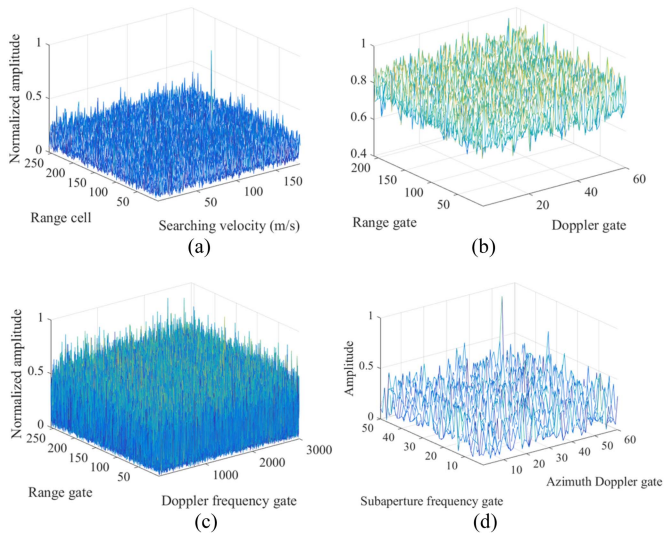 Normalized amplitude
1
0.5
0
250
200
150
100
50
50
100
150
Range cell
Searching velocity (m/s)
(a)
Normalized amplitude
1
0.8
0.6
0.4
200
150
100
50
20
40
60
Range gate
Doppler gate
(b)
Normalized amplitude
1
0.5
0
250
200
150
100
50
1000
2000
3000
Range gate
Doppler frequency gate
(c)
Amplitude
1
0.5
0
50
40
30
20
10
10
20
30
40
50
60
Azimuth Doppler gate
Subaperture frequency gate
(d)